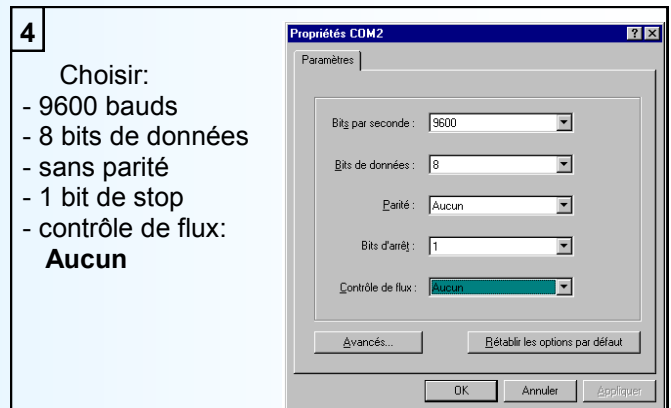 4
Choisir:
- 9600 bauds
- 8 bits de données
- sans parité
- 1 bit de stop
- contrôle de flux:
Aucun
Propriétés COM2
Paramètres
Bits par seconde : 9600
Bits de données : 8
Parité : Aucun
Bits d'arrêt : 1
Contrôle de flux : Aucun
Avancés... Rétablir les options par défaut
OK Annuler Appliquer